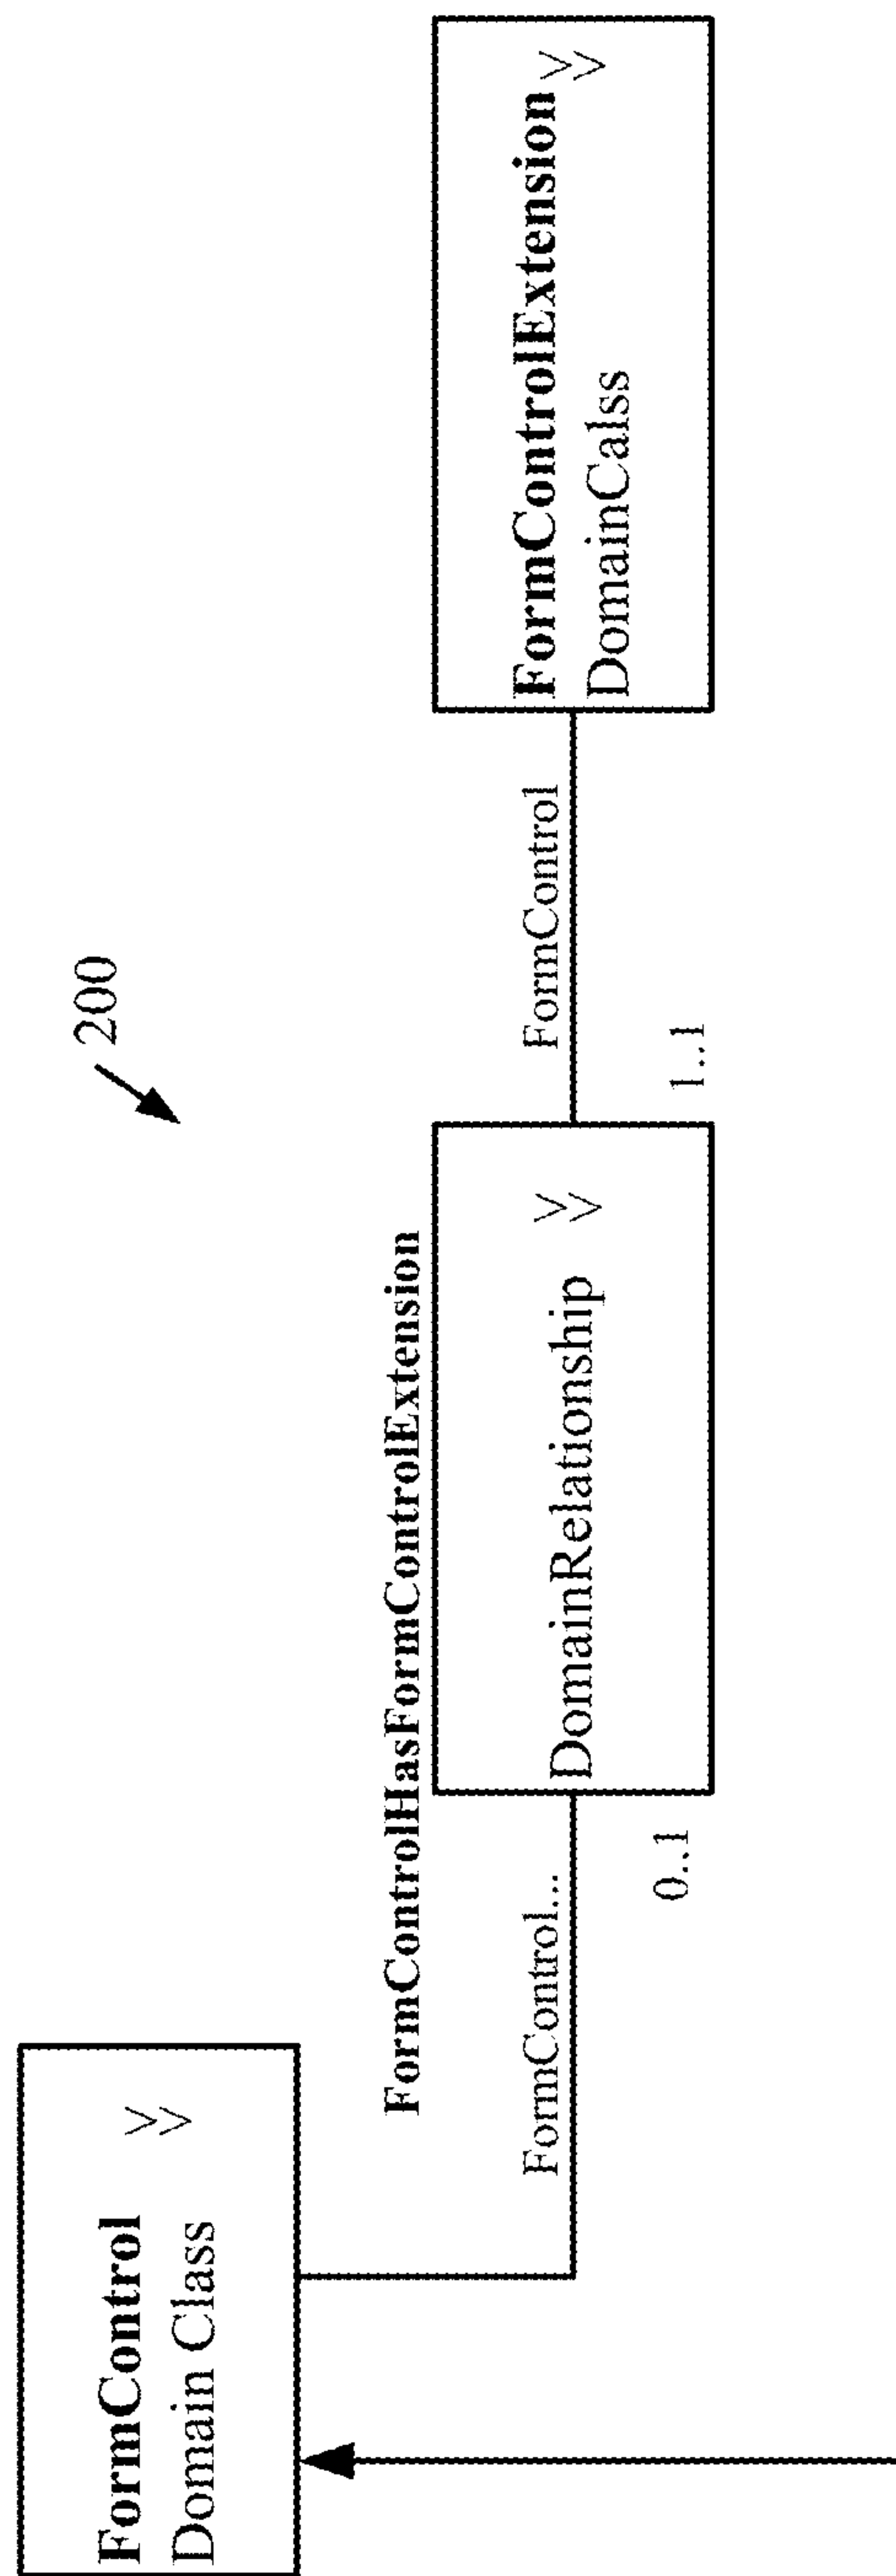 200
FormControl
Domain Class
FormControlHasFormControlExtension
FormControl...
0..1
DomainRelationship
FormControl
1..1
FormControlExtension
DomainCalss